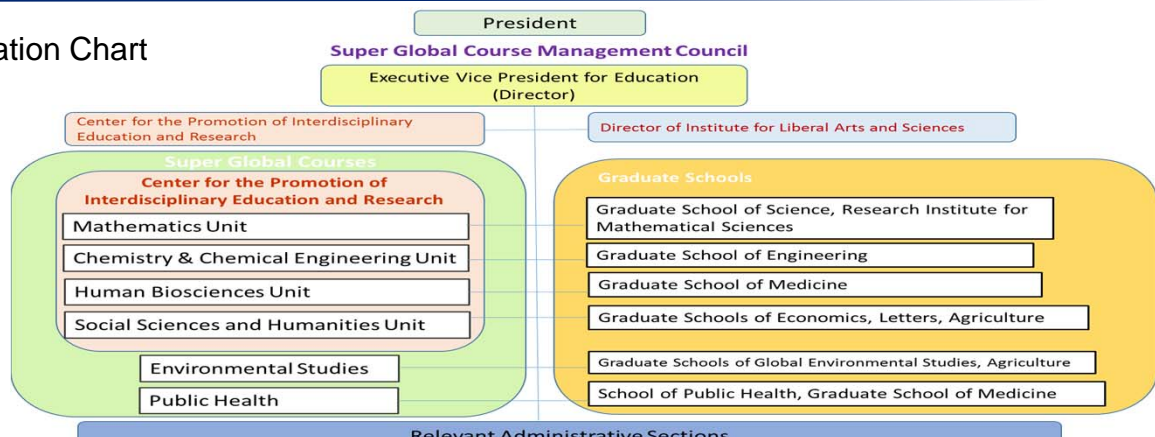 ation Chart
President
Super Global Course Management Council
Executive Vice President for Education
(Director)
Center for the Promotion of Interdisciplinary
Education and Research
Director of Institute for Liberal Arts and Sciences
Super Global Courses
Center for the Promotion of
Interdisciplinary Education and Research
Mathematics Unit
Chemistry & Chemical Engineering Unit
Human Biosciences Unit
Social Sciences and Humanities Unit
Environmental Studies
Public Health
Graduate Schools
Graduate School of Science, Research Institute for
Mathematical Sciences
Graduate School of Engineering
Graduate School of Medicine
Graduate Schools of Economics, Letters, Agriculture
Graduate Schools of Global Environmental Studies, Agriculture
School of Public Health, Graduate School of Medicine
Relevant Administrative Sections